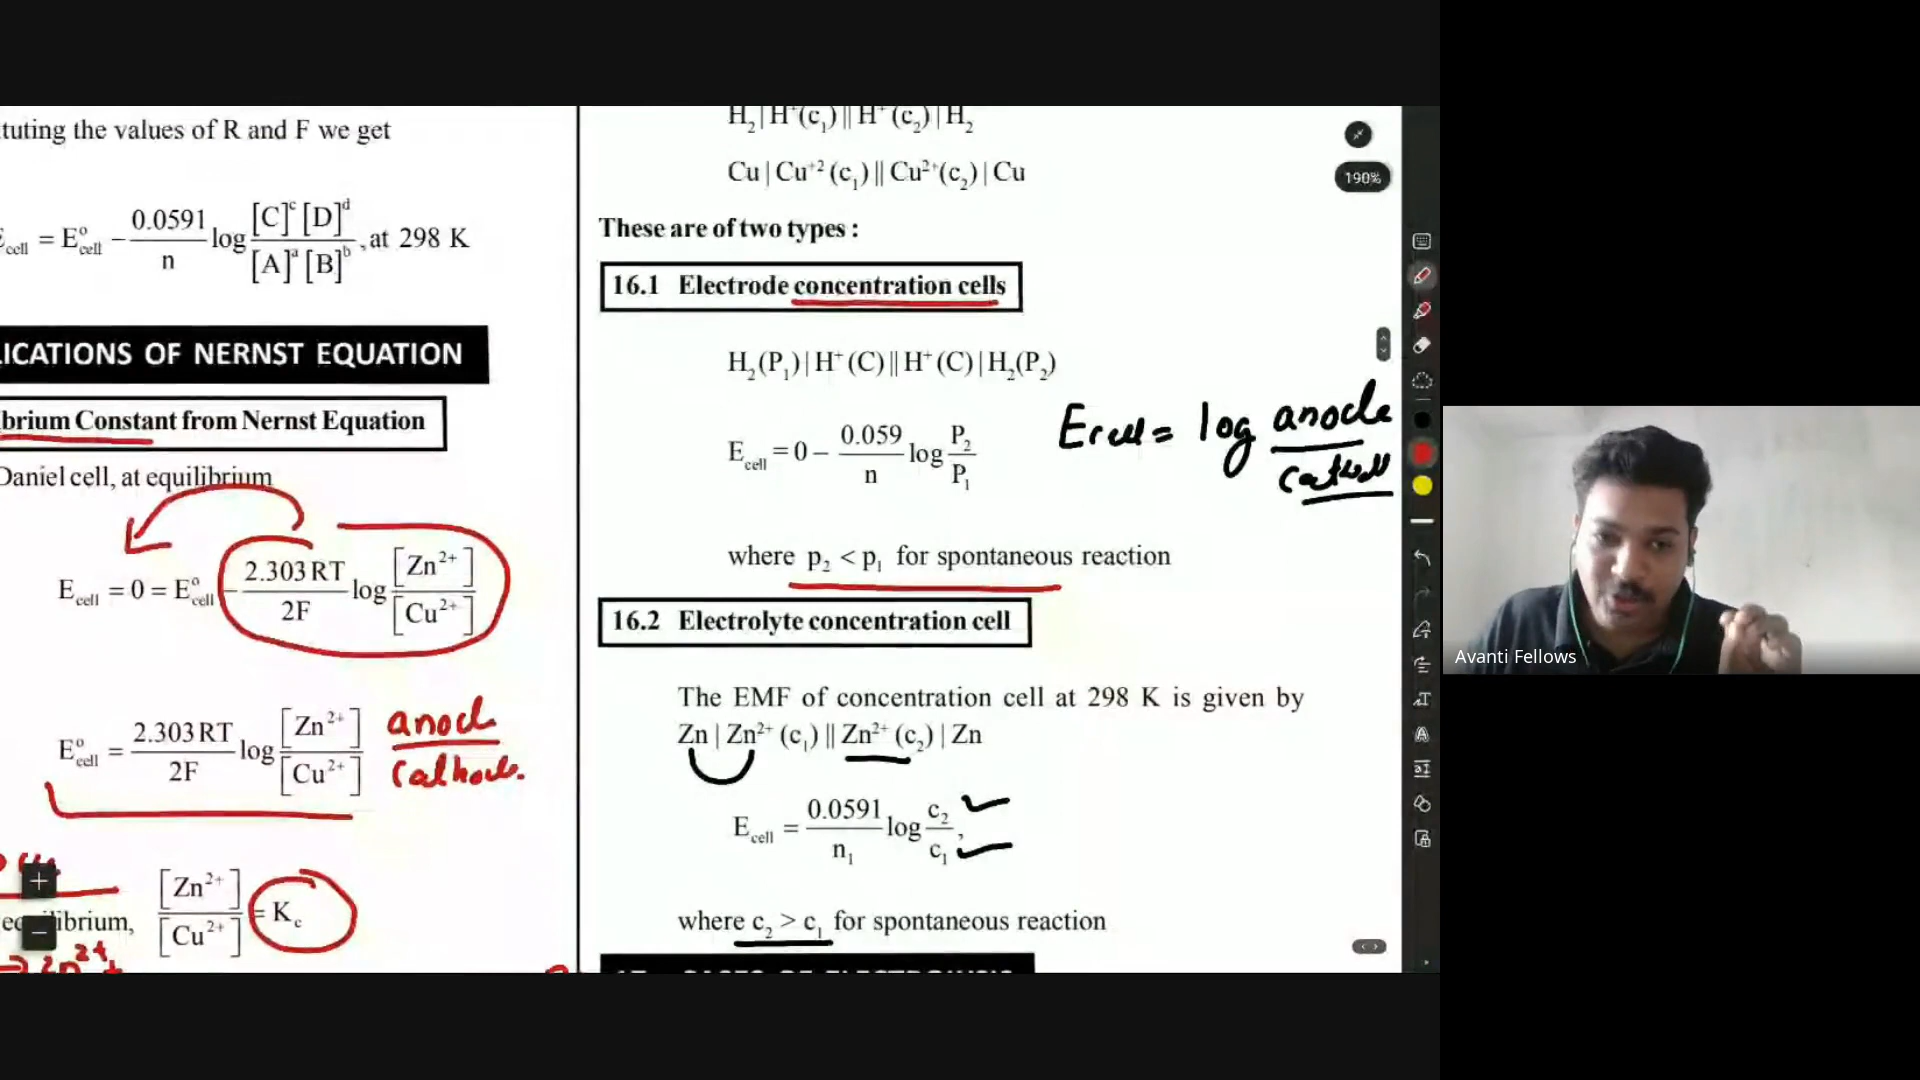 tuting the values of R and F we get
E_cell = E°_cell − 0.0591/n log [C]^c [D]^d / [A]^a [B]^b , at 298 K
LICATIONS OF NERNST EQUATION
brium Constant from Nernst Equation
Daniel cell, at equilibrium
E_cell = 0 = E°_cell − 2.303 RT/2F log [Zn²⁺]/[Cu²⁺]
E°_cell = 2.303 RT/2F log [Zn²⁺]/[Cu²⁺]
anode
cathode.
[Zn²⁺]/[Cu²⁺] = K_c
H₂ | H⁺(c₁) || H⁺(c₂) | H₂
Cu | Cu⁺² (c₁) || Cu²⁺(c₂) | Cu
These are of two types :
16.1 Electrode concentration cells
H₂(P₁) | H⁺ (C) || H⁺ (C) | H₂(P₂)
E_cell = 0 − 0.059/n log P₂/P₁
Ecell = log anode
cathode
where p₂ < p₁ for spontaneous reaction
16.2 Electrolyte concentration cell
The EMF of concentration cell at 298 K is given by
Zn | Zn²⁺ (c₁) || Zn²⁺ (c₂) | Zn
E_cell = 0.0591/n₁ log c₂/c₁,
where c₂ > c₁ for spontaneous reaction
190%
Avanti Fellows